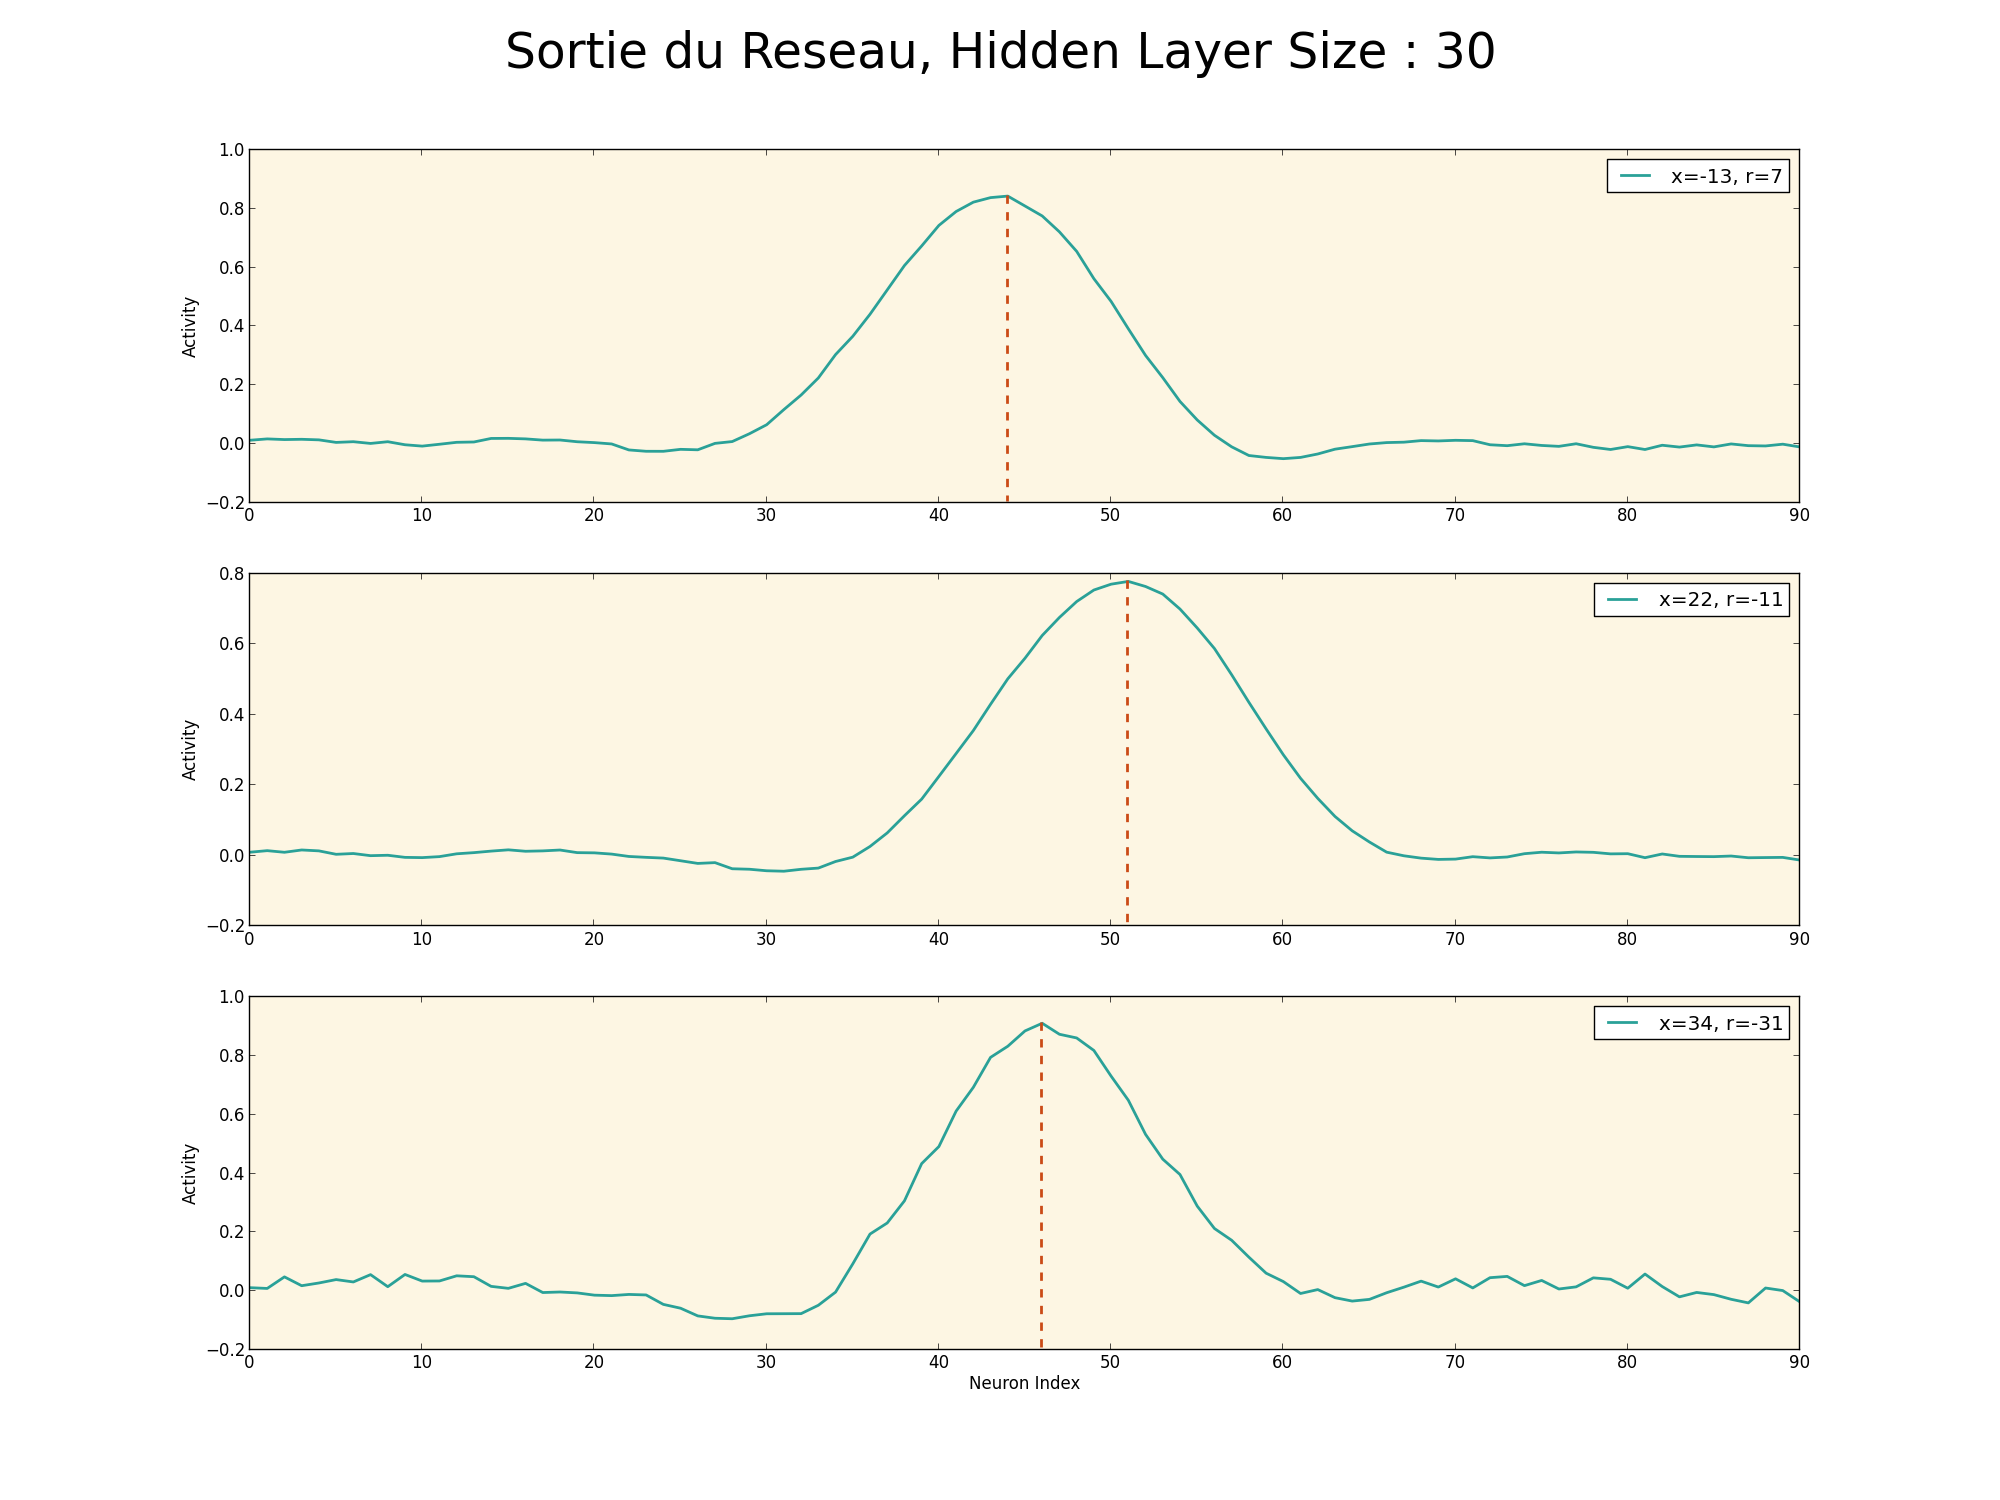 Sortie du Reseau, Hidden Layer Size : 30
1.0
0.8
0.6
0.4
0.2
0.0
−0.2
Activity
x=-13, r=7
0 10 20 30 40 50 60 70 80 90
0.8
0.6
0.4
0.2
0.0
−0.2
Activity
x=22, r=-11
0 10 20 30 40 50 60 70 80 90
1.0
0.8
0.6
0.4
0.2
0.0
−0.2
Activity
x=34, r=-31
0 10 20 30 40 50 60 70 80 90
Neuron Index